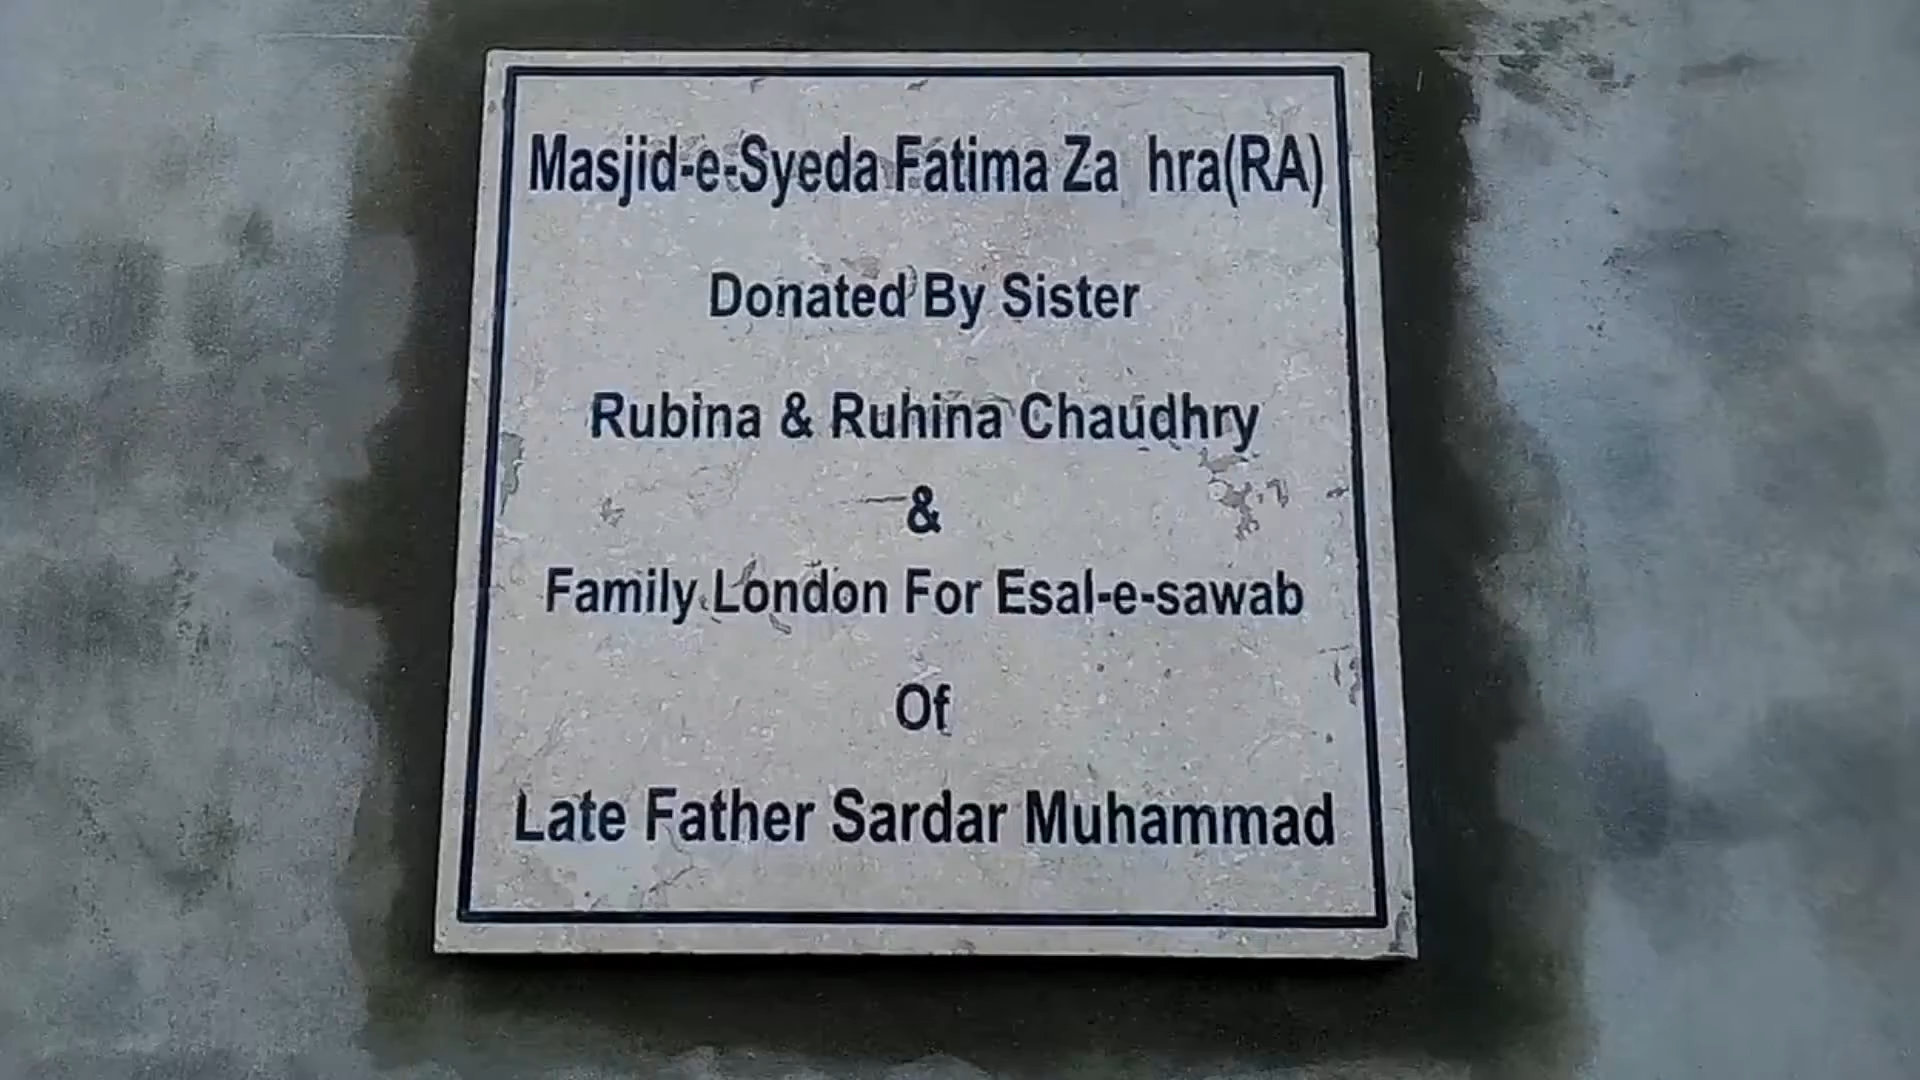 Masjid-e-Syeda Fatima Za hra(RA)
Donated By Sister
Rubina & Ruhina Chaudhry
&
Family London For Esal-e-sawab
Of
Late Father Sardar Muhammad